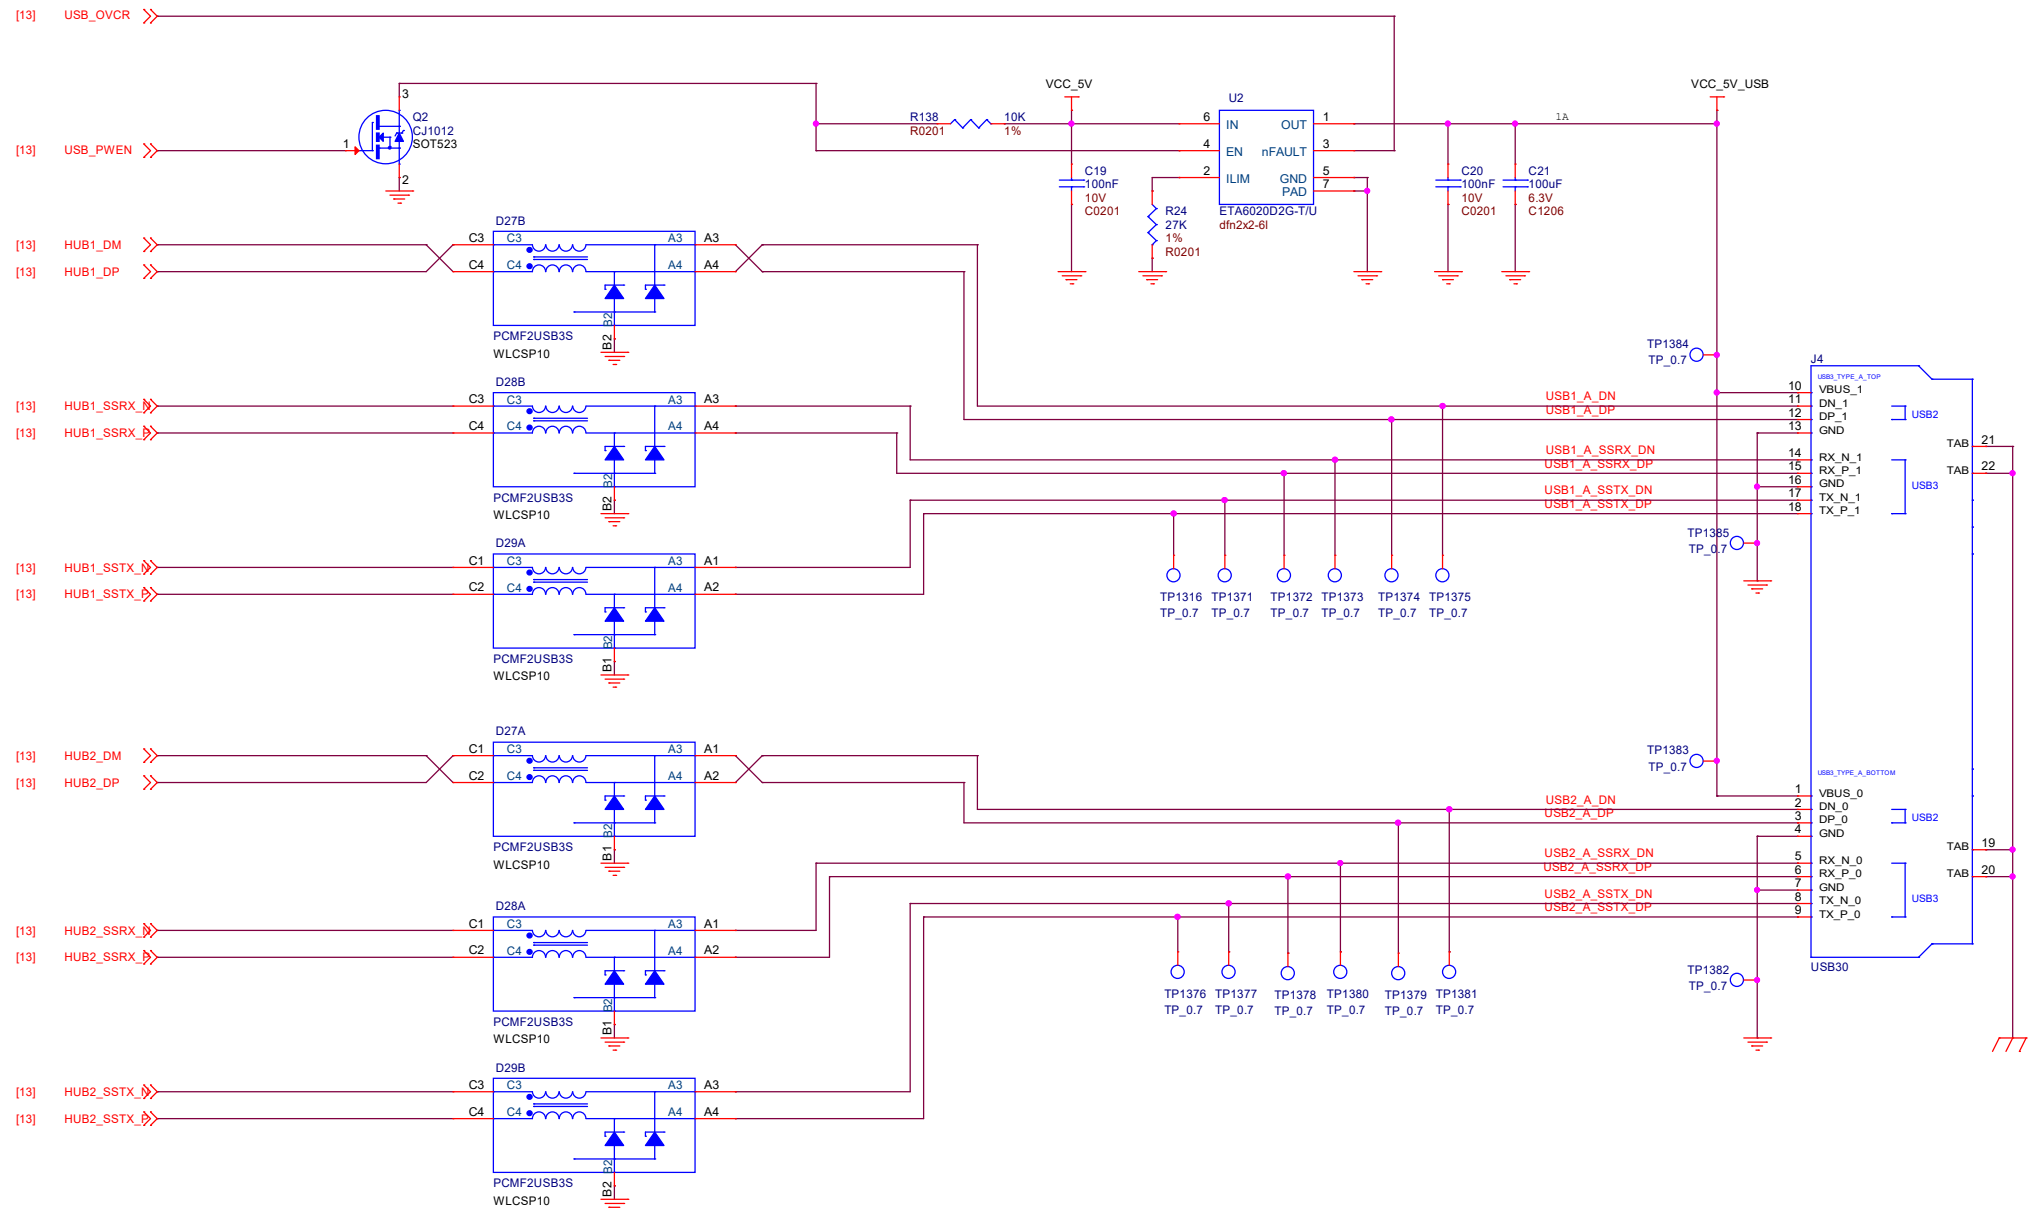 [13] USB_OVCR
VCC_5V
VCC_5V_USB
3
Q2
CJ1012
SOT523
1
2
[13] USB_PWEN
R138
R0201
10K
1%
U2
6 IN
4 EN
2 ILIM
OUT 1
nFAULT 3
GND 5
PAD 7
ETA6020D2G-T/U
dfn2x2-6l
1A
C19
100nF
10V
C0201
R24
27K
1%
R0201
C20
100nF
10V
C0201
C21
100uF
6.3V
C1206
D27B
[13] HUB1_DM C3 C3 A3 A3
[13] HUB1_DP C4 C4 A4 A4
B2
B2
PCMF2USB3S
WLCSP10
D28B
[13] HUB1_SSRX_N C3 C3 A3 A3
[13] HUB1_SSRX_P C4 C4 A4 A4
B2
B2
PCMF2USB3S
WLCSP10
D29A
[13] HUB1_SSTX_N C1 C3 A3 A1
[13] HUB1_SSTX_P C2 C4 A4 A2
B2
B1
PCMF2USB3S
WLCSP10
D27A
[13] HUB2_DM C1 C3 A3 A1
[13] HUB2_DP C2 C4 A4 A2
B2
B1
PCMF2USB3S
WLCSP10
D28A
[13] HUB2_SSRX_N C1 C3 A3 A1
[13] HUB2_SSRX_P C2 C4 A4 A2
B2
B1
PCMF2USB3S
WLCSP10
D29B
[13] HUB2_SSTX_N C3 C3 A3 A3
[13] HUB2_SSTX_P C4 C4 A4 A4
B2
B2
PCMF2USB3S
WLCSP10
TP1384
TP_0.7
J4
USB3_TYPE_A_TOP
10 VBUS_1
USB1_A_DN 11 DN_1
USB1_A_DP 12 DP_1
USB2
13 GND
USB1_A_SSRX_DN 14 RX_N_1
USB1_A_SSRX_DP 15 RX_P_1
16 GND
USB3
USB1_A_SSTX_DN 17 TX_N_1
USB1_A_SSTX_DP 18 TX_P_1
TAB 21
TAB 22
TP1385
TP_0.7
TP1316 TP1371 TP1372 TP1373 TP1374 TP1375
TP_0.7 TP_0.7 TP_0.7 TP_0.7 TP_0.7 TP_0.7
TP1383
TP_0.7
USB3_TYPE_A_BOTTOM
1 VBUS_0
USB2_A_DN 2 DN_0
USB2_A_DP 3 DP_0
USB2
4 GND
USB2_A_SSRX_DN 5 RX_N_0
USB2_A_SSRX_DP 6 RX_P_0
7 GND
USB3
USB2_A_SSTX_DN 8 TX_N_0
USB2_A_SSTX_DP 9 TX_P_0
TAB 19
TAB 20
USB30
TP1382
TP_0.7
TP1376 TP1377 TP1378 TP1380 TP1379 TP1381
TP_0.7 TP_0.7 TP_0.7 TP_0.7 TP_0.7 TP_0.7